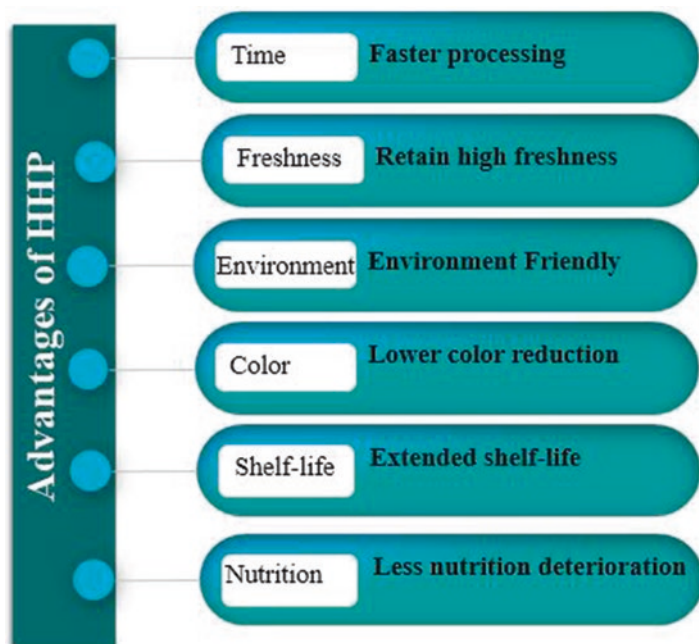 Advantages of HHP
Time Faster processing
Freshness Retain high freshness
Environment Environment Friendly
Color Lower color reduction
Shelf-life Extended shelf-life
Nutrition Less nutrition deterioration